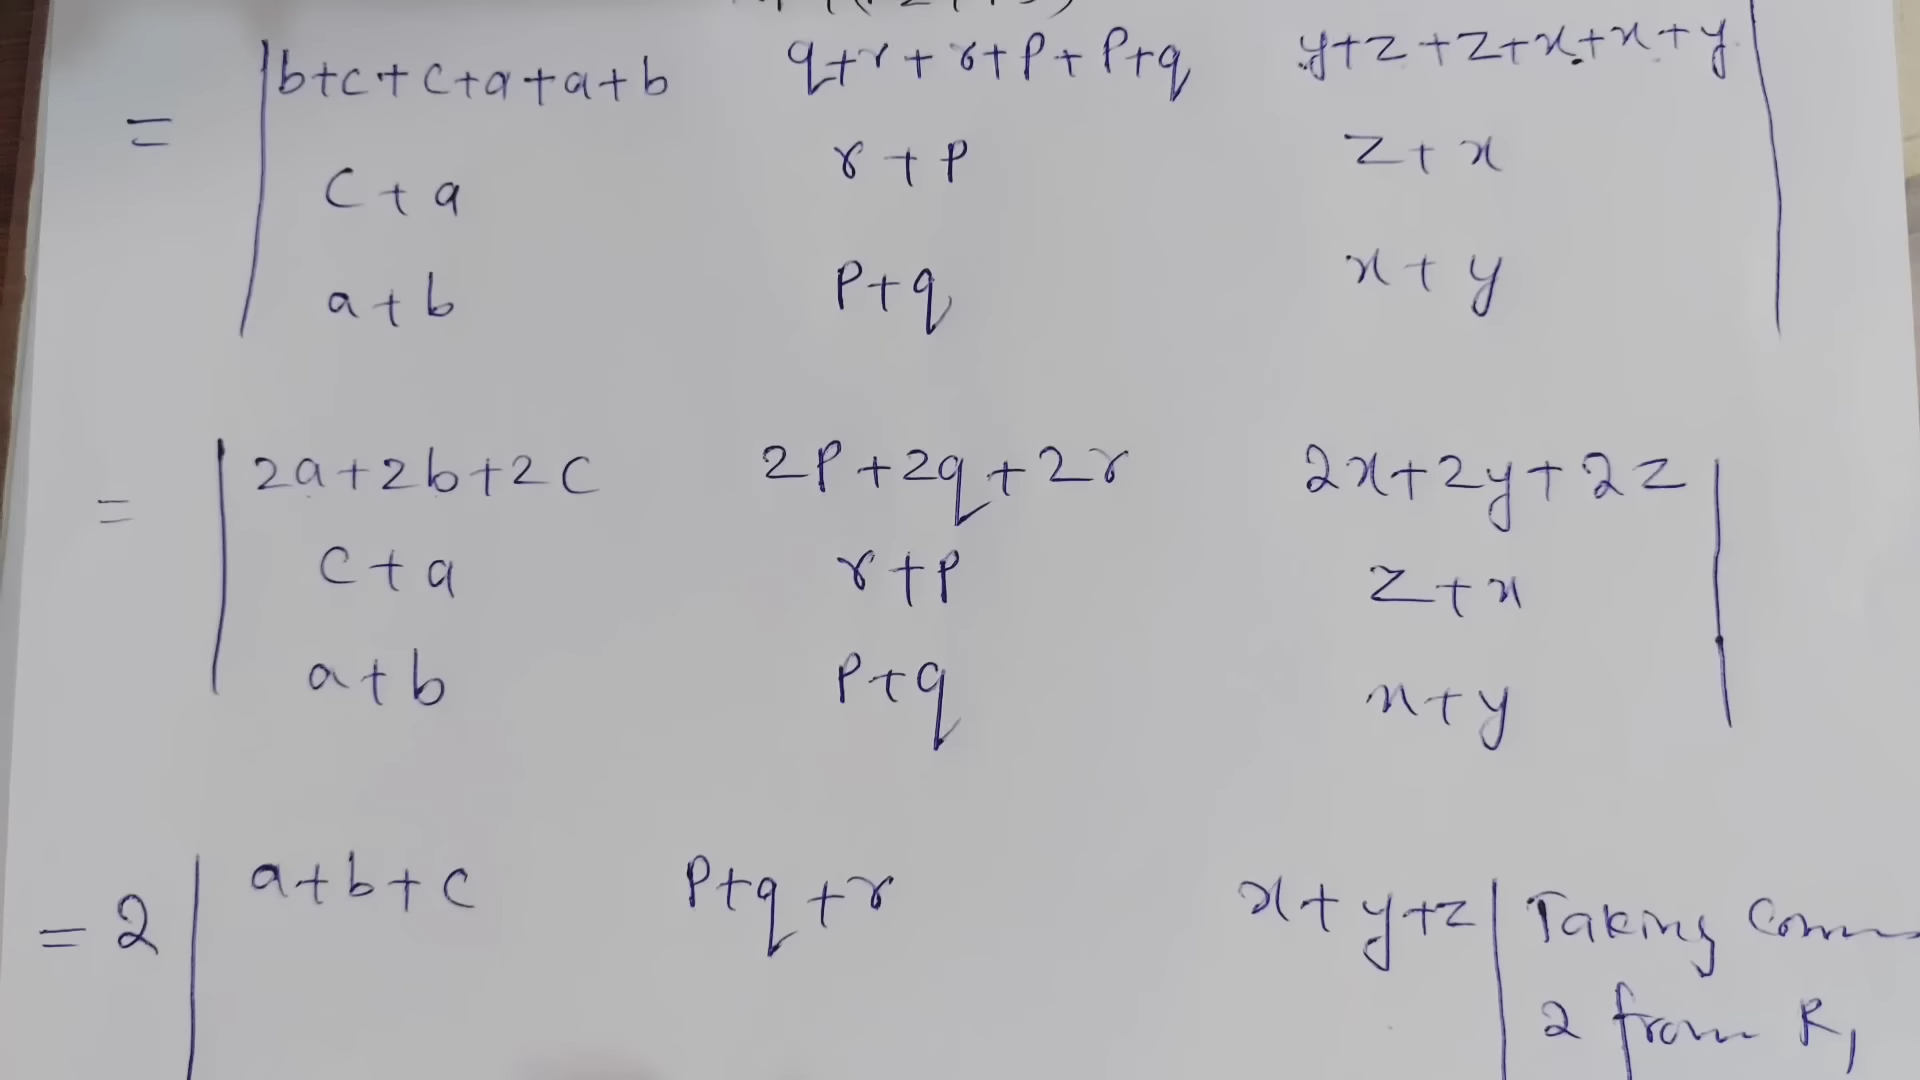 = | b+c+c+a+a+b q+r+r+p+p+q y+z+z+x+x+y |
c+a r+p z+x
a+b p+q x+y
= | 2a+2b+2c 2p+2q+2r 2x+2y+2z |
c+a r+p z+x
a+b p+q x+y
= 2 | a+b+c p+q+r x+y+z | Taking
2 from R1